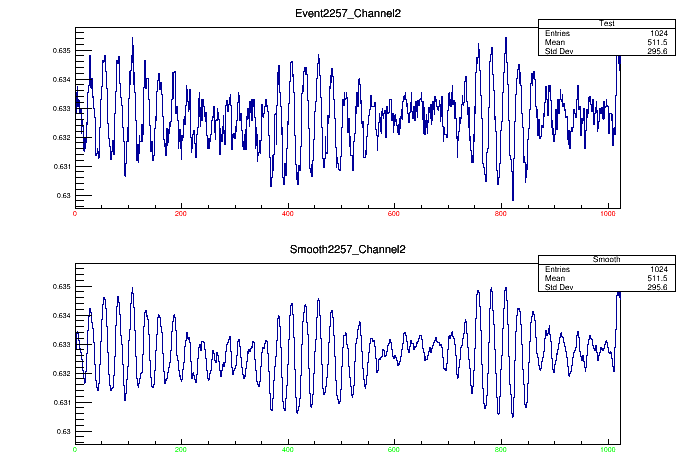 Event2257_Channel2
Test
Entries 1024
Mean 511.5
Std Dev 295.6
0.635
0.634
0.633
0.632
0.631
0.63
0 200 400 600 800 1000
Smooth2257_Channel2
Smooth
Entries 1024
Mean 511.5
Std Dev 295.6
0.635
0.634
0.633
0.632
0.631
0.63
0 200 400 600 800 1000